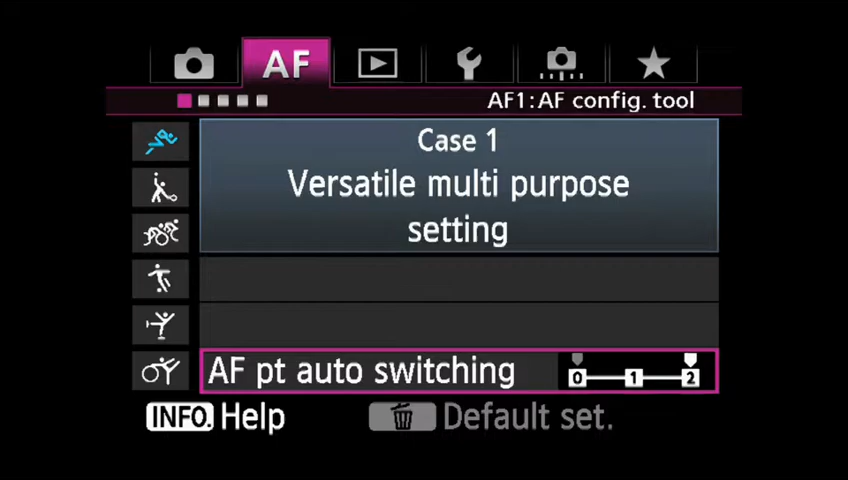 AF
AF1:AF config. tool
Case 1
Versatile multi purpose
setting
AF pt auto switching
0 1 2
INFO. Help
Default set.